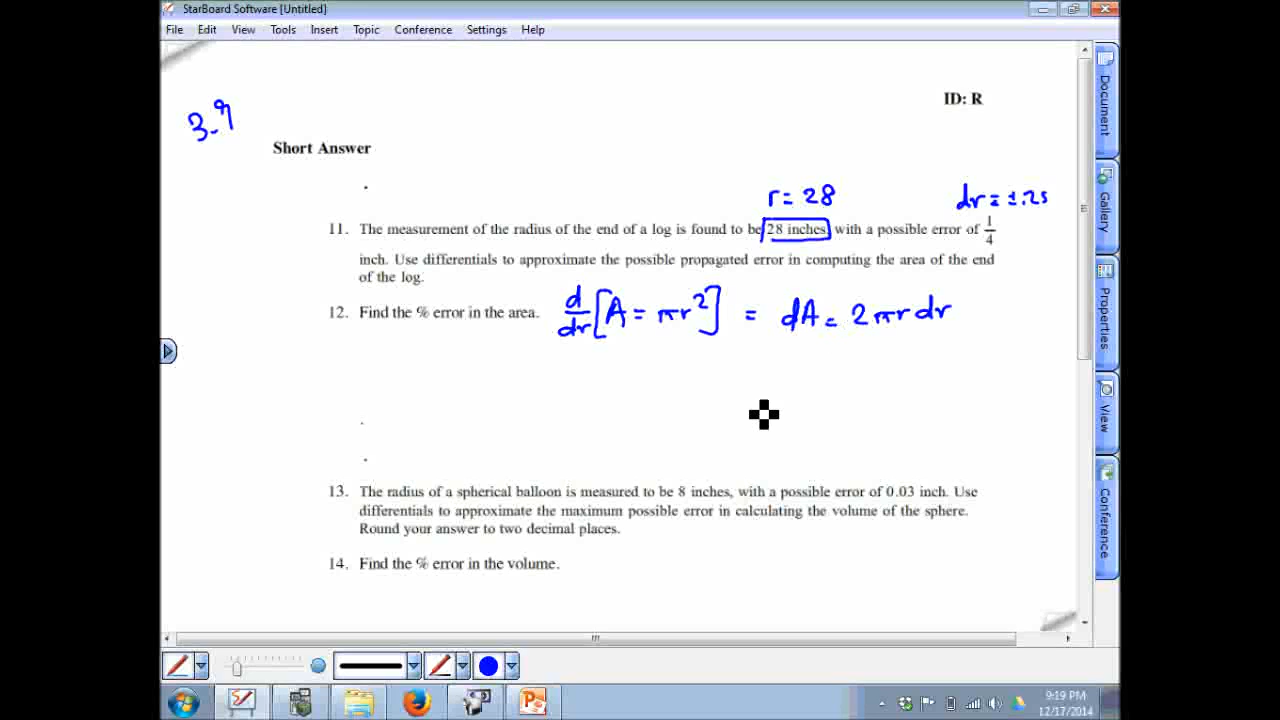 StarBoard Software [Untitled]
File Edit View Tools Insert Topic Conference Settings Help
ID: R
3.9
Short Answer
r = 28 dr = ±.25
11. The measurement of the radius of the end of a log is found to be 28 inches, with a possible error of 1/4
inch. Use differentials to approximate the possible propagated error in computing the area of the end
of the log.
12. Find the % error in the area. d/dr [A = πr²] = dA = 2πr dr
13. The radius of a spherical balloon is measured to be 8 inches, with a possible error of 0.03 inch. Use
differentials to approximate the maximum possible error in calculating the volume of the sphere.
Round your answer to two decimal places.
14. Find the % error in the volume.
Document
Gallery
Properties
View
Conference
9:19 PM
12/17/2014